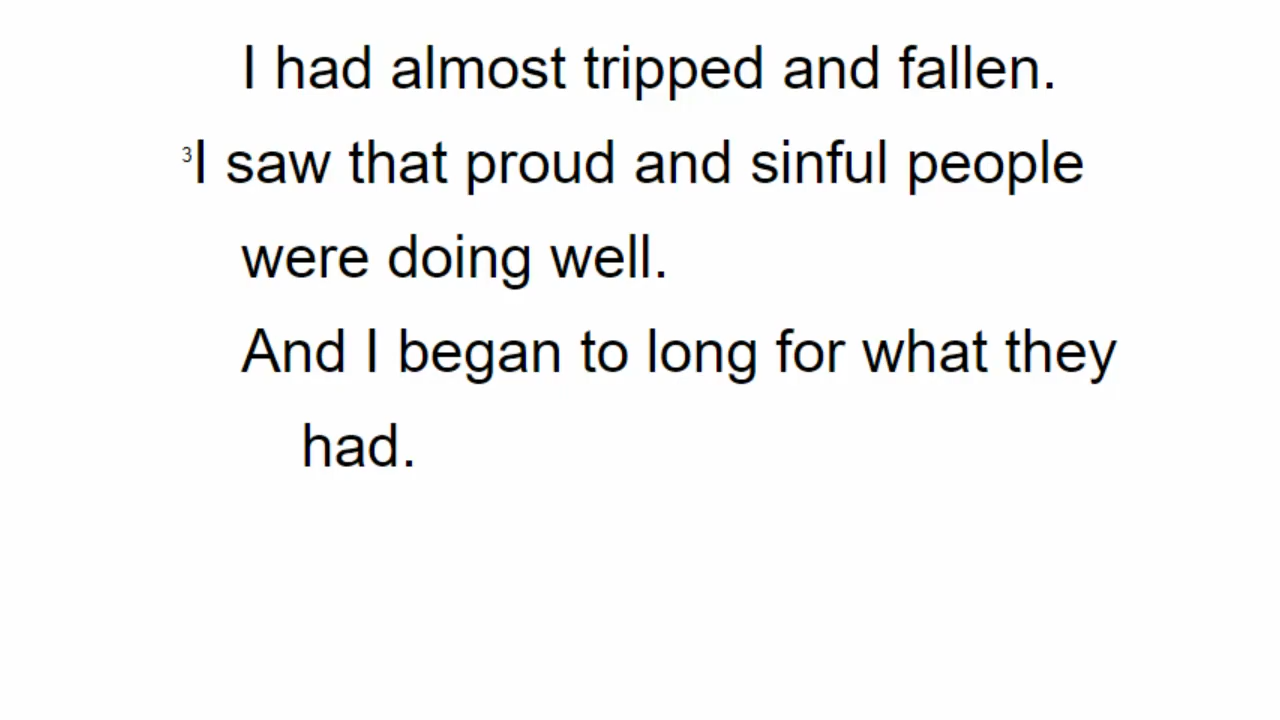 I had almost tripped and fallen.
3I saw that proud and sinful people
were doing well.
And I began to long for what they
had.